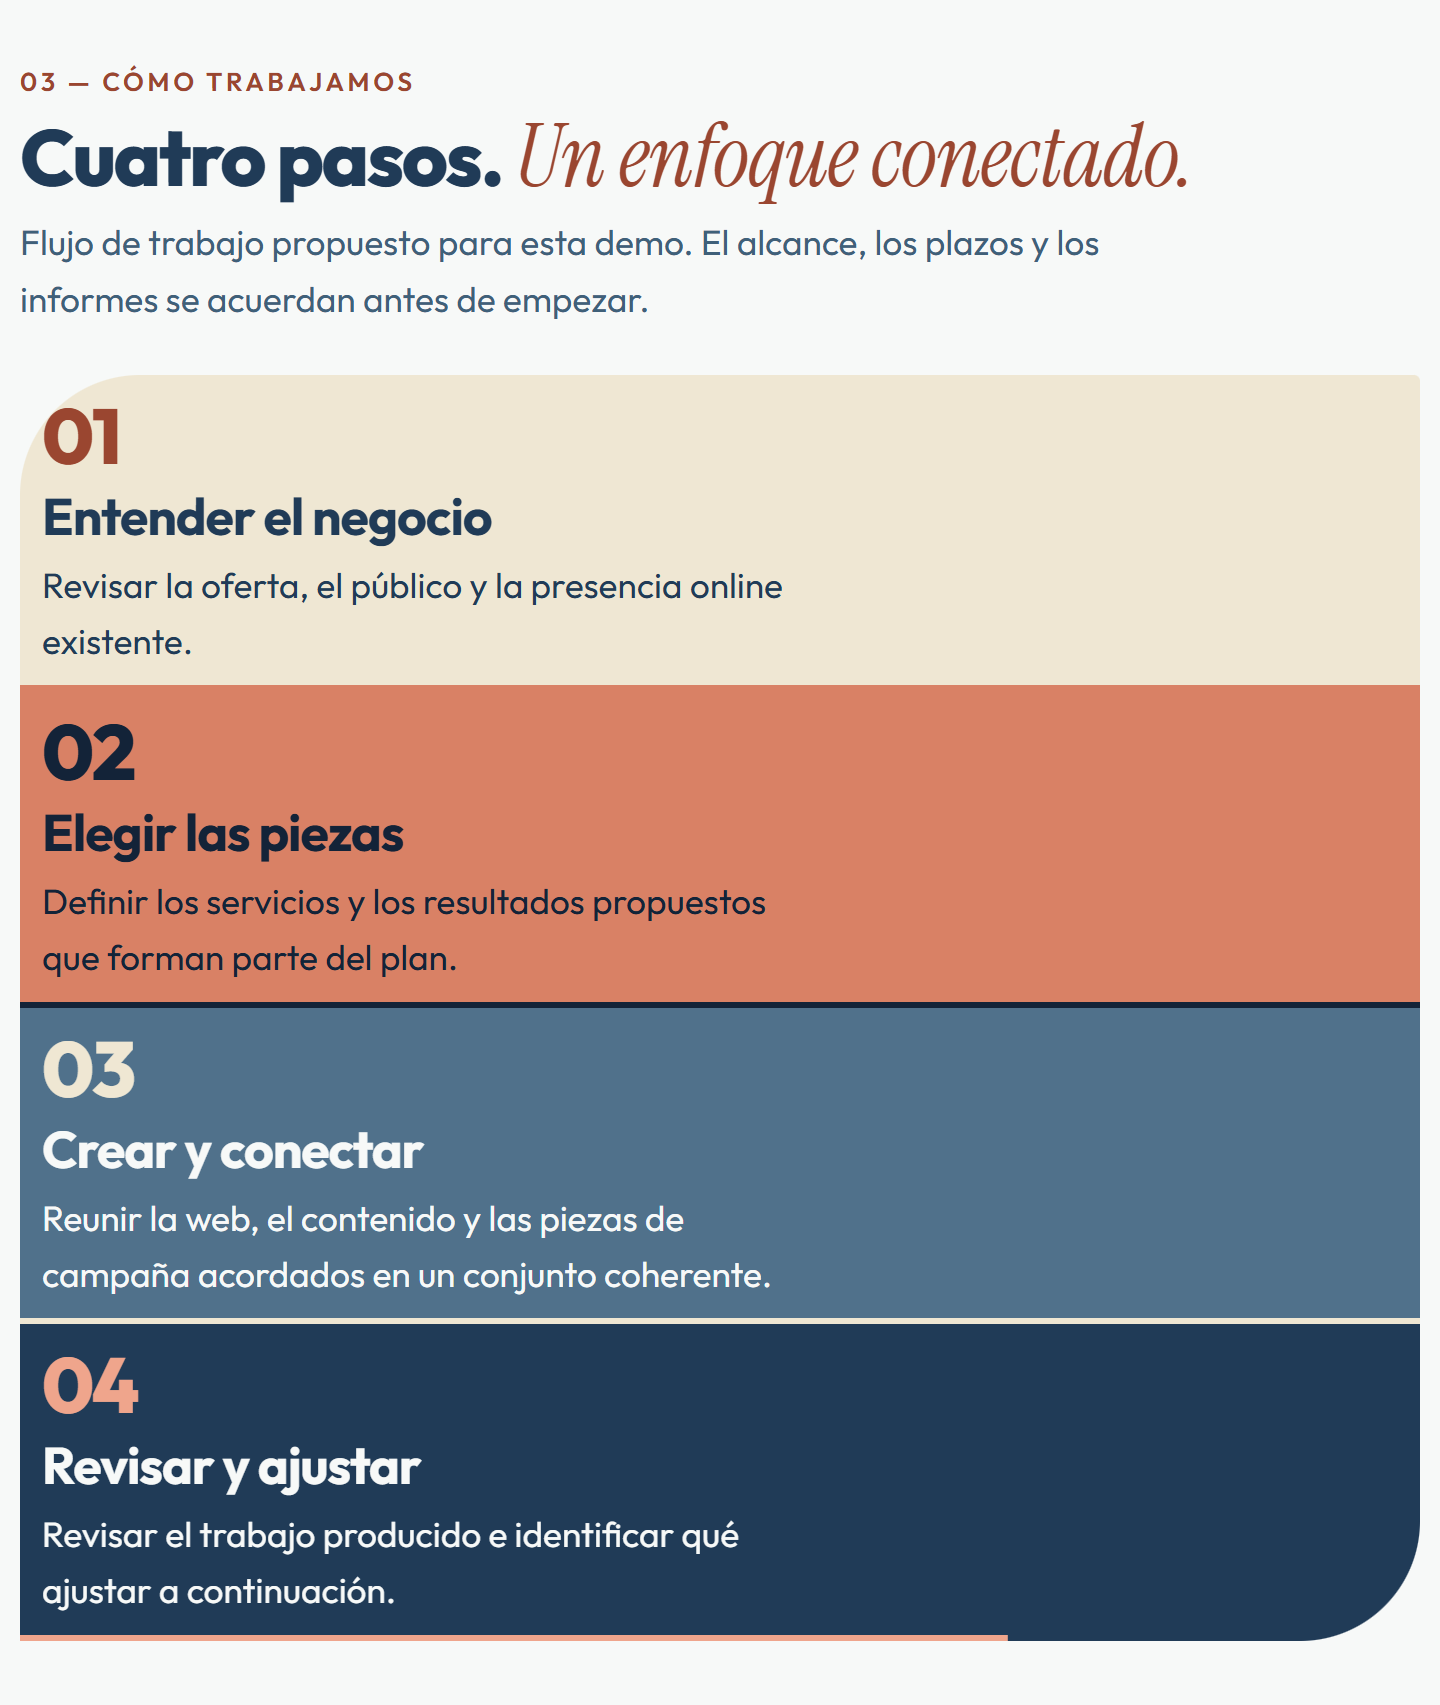 03 — CÓMO TRABAJAMOS
Cuatro pasos. Un enfoque conectado.
Flujo de trabajo propuesto para esta demo. El alcance, los plazos y los
informes se acuerdan antes de empezar.
01
Entender el negocio
Revisar la oferta, el público y la presencia online
existente.
02
Elegir las piezas
Definir los servicios y los resultados propuestos
que forman parte del plan.
03
Crear y conectar
Reunir la web, el contenido y las piezas de
campaña acordados en un conjunto coherente.
04
Revisar y ajustar
Revisar el trabajo producido e identificar qué
ajustar a continuación.